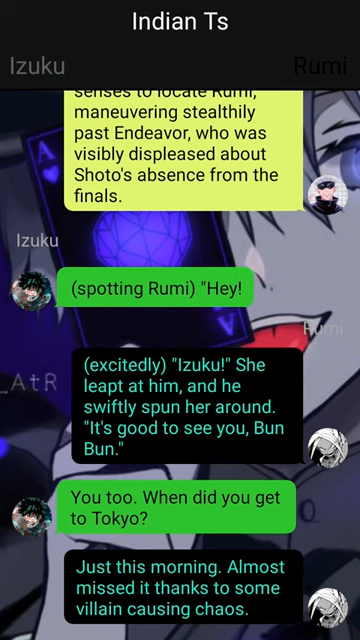 Indian Ts
Izuku
Rumi
senses to locate Rumi,
maneuvering stealthily
past Endeavor, who was
visibly displeased about
Shoto's absence from the
finals.
A
Izuku
(spotting Rumi) "Hey!
A
Rumi
(excitedly) "Izuku!" She
leapt at him, and he
swiftly spun her around.
"It's good to see you, Bun
Bun."
_AtR
You too. When did you get
to Tokyo?
Just this morning. Almost
missed it thanks to some
villain causing chaos.